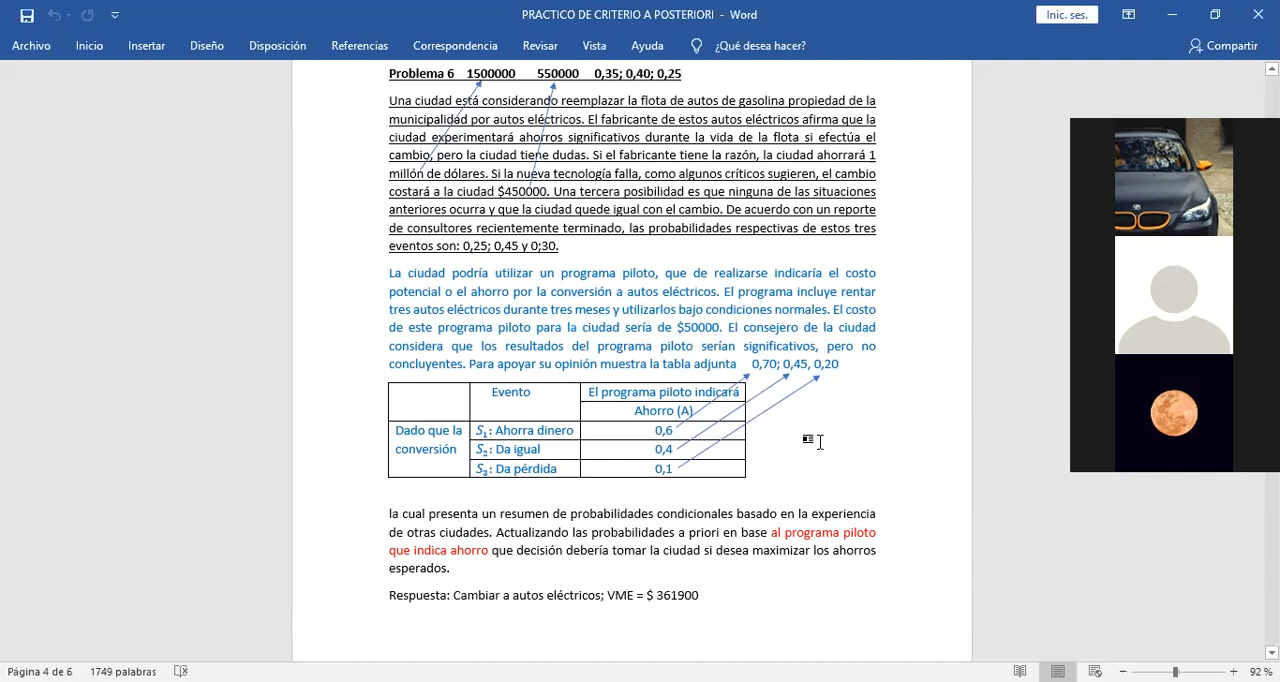 PRACTICO DE CRITERIO A POSTERIORI - Word
Inic. ses.
Archivo Inicio Insertar Diseño Disposición Referencias Correspondencia Revisar Vista Ayuda ¿Qué desea hacer? Compartir
Problema 6 1500000 550000 0,35; 0,40; 0,25
Una ciudad está considerando reemplazar la flota de autos de gasolina propiedad de la
municipalidad por autos eléctricos. El fabricante de estos autos eléctricos afirma que la
ciudad experimentará ahorros significativos durante la vida de la flota si efectúa el
cambio, pero la ciudad tiene dudas. Si el fabricante tiene la razón, la ciudad ahorrará 1
millón de dólares. Si la nueva tecnología falla, como algunos críticos sugieren, el cambio
costará a la ciudad $450000. Una tercera posibilidad es que ninguna de las situaciones
anteriores ocurra y que la ciudad quede igual con el cambio. De acuerdo con un reporte
de consultores recientemente terminado, las probabilidades respectivas de estos tres
eventos son: 0,25; 0,45 y 0;30.
La ciudad podría utilizar un programa piloto, que de realizarse indicaría el costo
potencial o el ahorro por la conversión a autos eléctricos. El programa incluye rentar
tres autos eléctricos durante tres meses y utilizarlos bajo condiciones normales. El costo
de este programa piloto para la ciudad sería de $50000. El consejero de la ciudad
considera que los resultados del programa piloto serían significativos, pero no
concluyentes. Para apoyar su opinión muestra la tabla adjunta 0,70; 0,45, 0,20
Evento El programa piloto indicará
Ahorro (A)
Dado que la S1: Ahorra dinero 0,6
conversión S2: Da igual 0,4
S3: Da pérdida 0,1
la cual presenta un resumen de probabilidades condicionales basado en la experiencia
de otras ciudades. Actualizando las probabilidades a priori en base al programa piloto
que indica ahorro que decisión debería tomar la ciudad si desea maximizar los ahorros
esperados.
Respuesta: Cambiar a autos eléctricos; VME = $ 361900
Página 4 de 6 1749 palabras 92 %